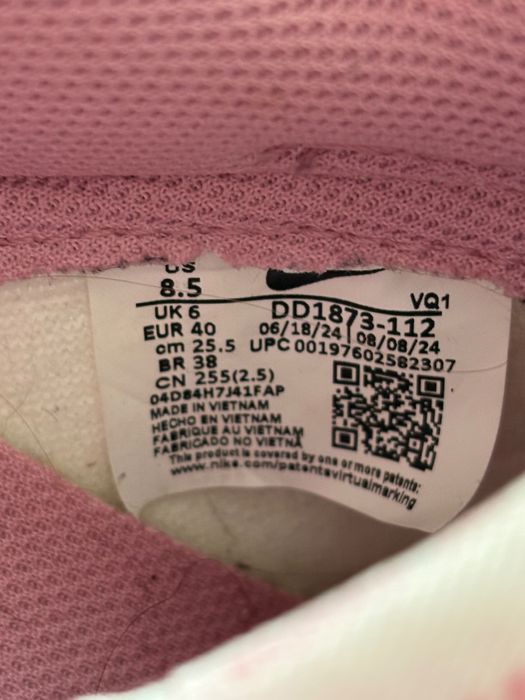 US
8.5
VQ1
UK 6
DD1873-112
EUR 40
06/18/24 | 08/08/24
cm 25.5
UPC 00197602582307
BR 38
CN 255(2.5)
04D84H7J41FAP
MADE IN VIETNAM
HECHO EN VIETNAM
FABRIQUE AU VIETNAM
FABRICADO NO VIETNÃ
This product is covered by one or more patents:
www.nike.com/patentsvirtualmarking